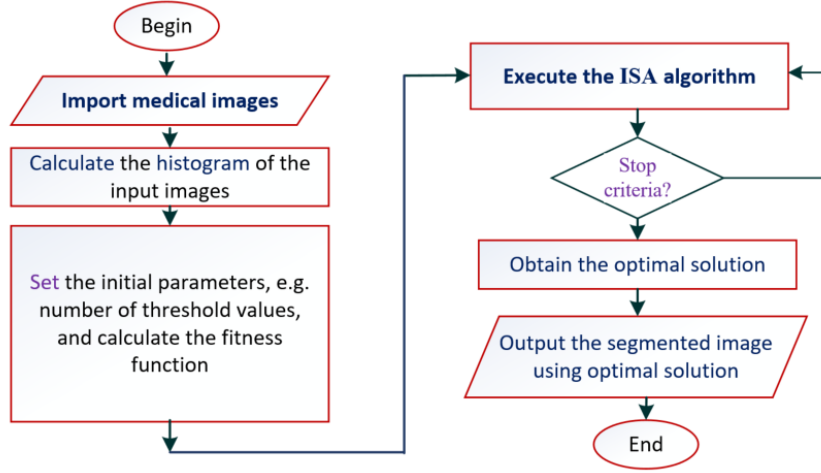 Begin
Import medical images
Calculate the histogram of the
input images
Set the initial parameters, e.g.
number of threshold values,
and calculate the fitness
function
Execute the ISA algorithm
Stop
criteria?
Obtain the optimal solution
Output the segmented image
using optimal solution
End